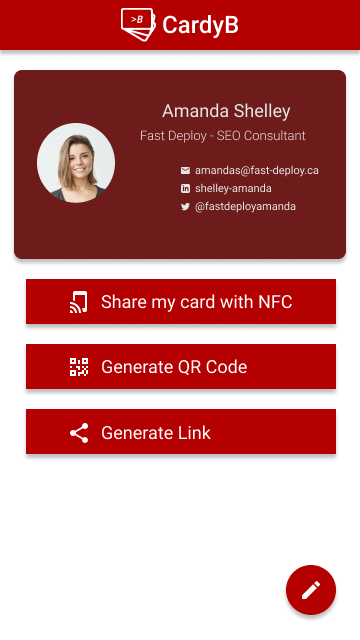 >B CardyB
Amanda Shelley
Fast Deploy - SEO Consultant
amandas@fast-deploy.ca
shelley-amanda
@fastdeployamanda
Share my card with NFC
Generate QR Code
Generate Link